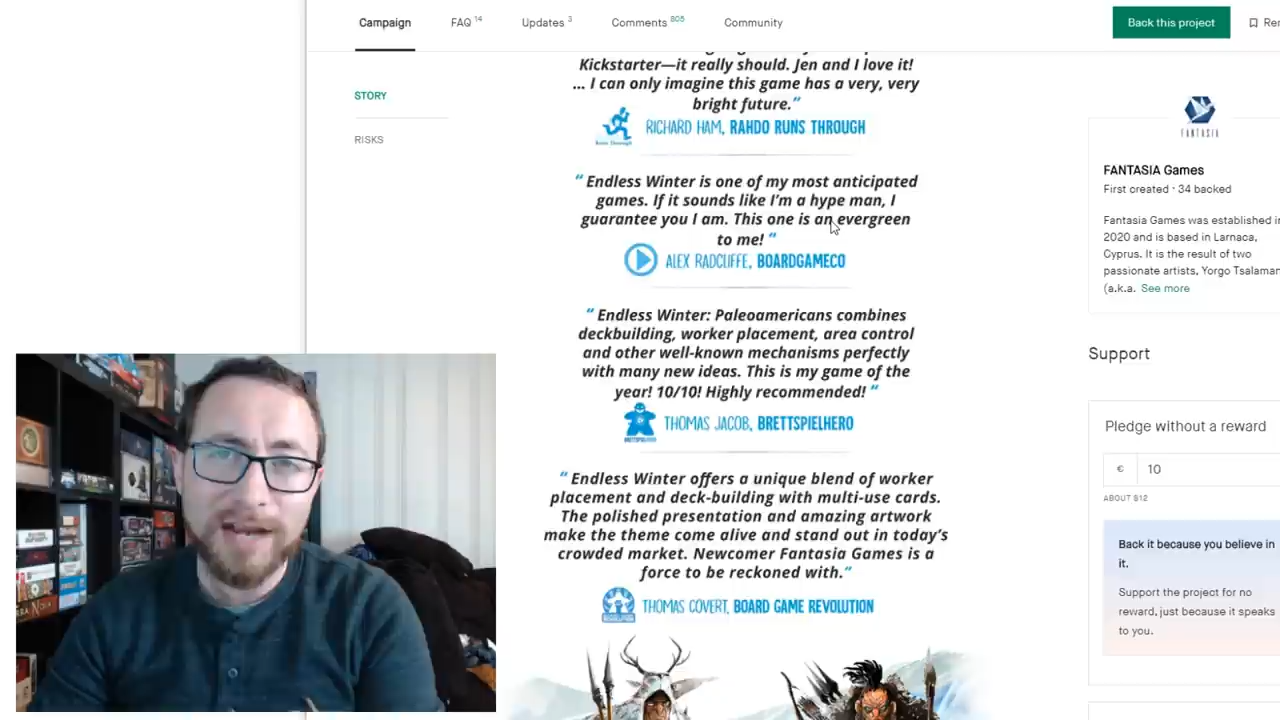 Campaign
FAQ 14
Updates 3
Comments 805
Community
Back this project
STORY
RISKS
Kickstarter—it really should. Jen and I love it!
... I can only imagine this game has a very, very
bright future.”
RICHARD HAM, RAHDO RUNS THROUGH
“ Endless Winter is one of my most anticipated
games. If it sounds like I’m a hype man, I
guarantee you I am. This one is an evergreen
to me! “
ALEX RADCLIFFE, BOARDGAMECO
“ Endless Winter: Paleoamericans combines
deckbuilding, worker placement, area control
and other well-known mechanisms perfectly
with many new ideas. This is my game of the
year! 10/10! Highly recommended! “
THOMAS JACOB, BRETTSPIELHERO
“ Endless Winter offers a unique blend of worker
placement and deck-building with multi-use cards.
The polished presentation and amazing artwork
make the theme come alive and stand out in today’s
crowded market. Newcomer Fantasia Games is a
force to be reckoned with.“
THOMAS COVERT, BOARD GAME REVOLUTION
FANTASIA
FANTASIA Games
First created · 34 backed
Fantasia Games was established in
2020 and is based in Larnaca,
Cyprus. It is the result of two
passionate artists, Yorgo Tsalaman
(a.k.a. See more
Support
Pledge without a reward
€ 10
ABOUT $12
Back it because you believe in
it.
Support the project for no
reward, just because it speaks
to you.